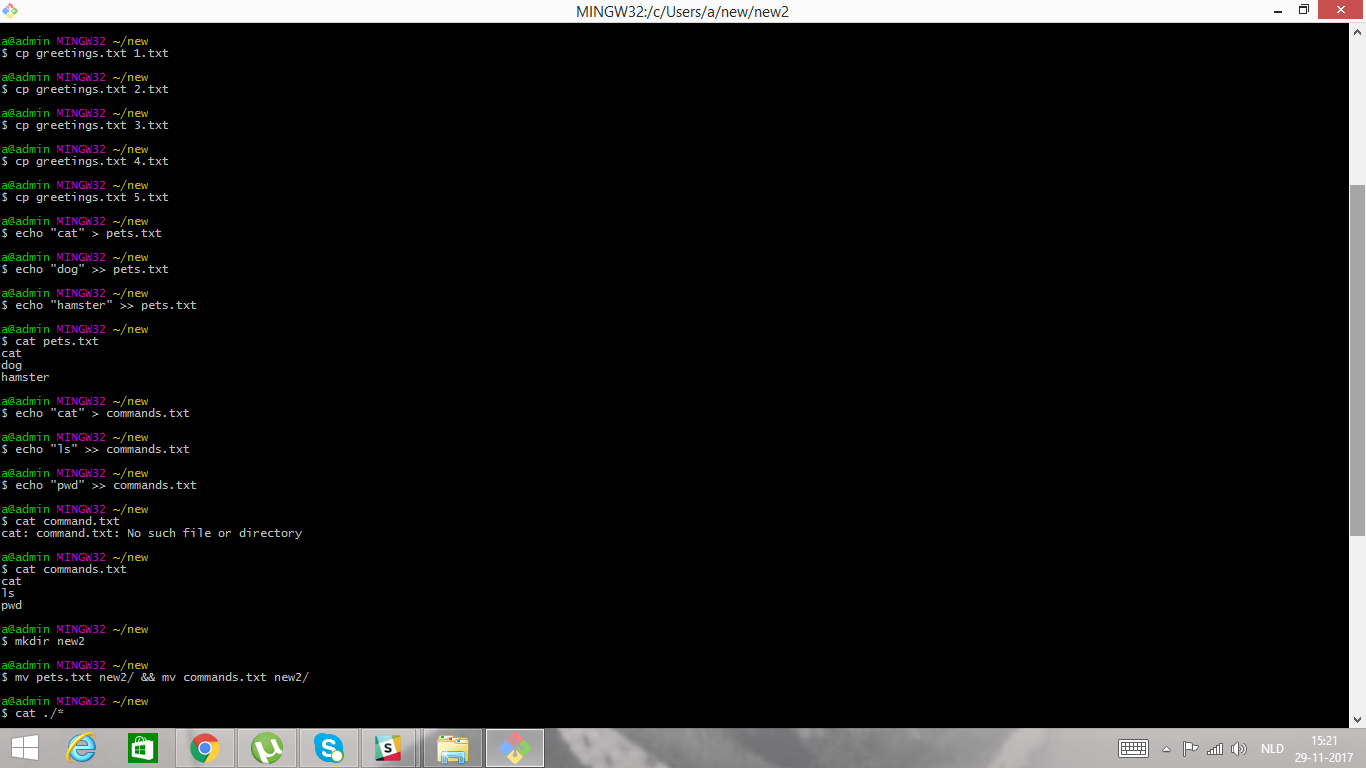 MINGW32:/c/Users/a/new/new2
a@admin MINGW32 ~/new
$ cp greetings.txt 1.txt
a@admin MINGW32 ~/new
$ cp greetings.txt 2.txt
a@admin MINGW32 ~/new
$ cp greetings.txt 3.txt
a@admin MINGW32 ~/new
$ cp greetings.txt 4.txt
a@admin MINGW32 ~/new
$ cp greetings.txt 5.txt
a@admin MINGW32 ~/new
$ echo "cat" > pets.txt
a@admin MINGW32 ~/new
$ echo "dog" >> pets.txt
a@admin MINGW32 ~/new
$ echo "hamster" >> pets.txt
a@admin MINGW32 ~/new
$ cat pets.txt
cat
dog
hamster
a@admin MINGW32 ~/new
$ echo "cat" > commands.txt
a@admin MINGW32 ~/new
$ echo "ls" >> commands.txt
a@admin MINGW32 ~/new
$ echo "pwd" >> commands.txt
a@admin MINGW32 ~/new
$ cat command.txt
cat: command.txt: No such file or directory
a@admin MINGW32 ~/new
$ cat commands.txt
cat
ls
pwd
a@admin MINGW32 ~/new
$ mkdir new2
a@admin MINGW32 ~/new
$ mv pets.txt new2/ && mv commands.txt new2/
a@admin MINGW32 ~/new
$ cat ./*
NLD
15:21
29-11-2017